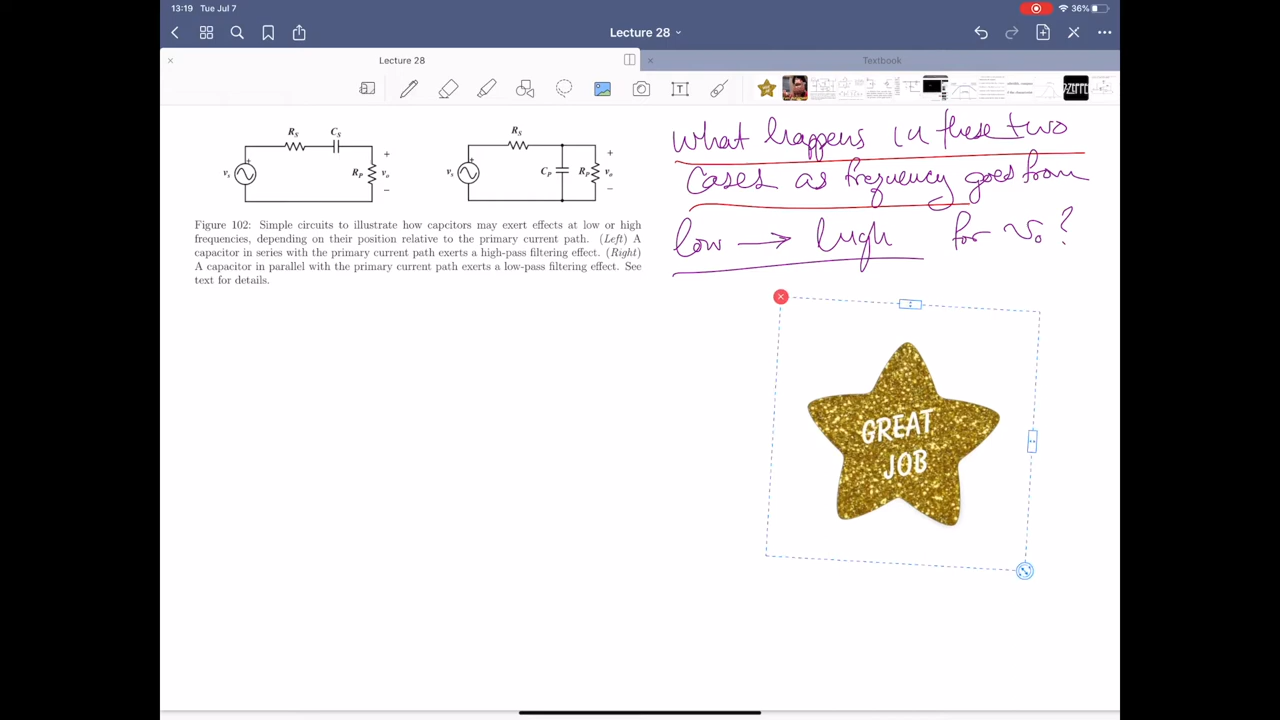 13:19 Tue Jul 7
36%
Lecture 28
Lecture 28
Textbook
R_S C_S
v_s
R_P
+
v_o
−
R_S
v_s
C_P
R_P
+
v_o
−
Figure 102: Simple circuits to illustrate how capcitors may exert effects at low or high
frequencies, depending on their position relative to the primary current path. (Left) A
capacitor in series with the primary current path exerts a high-pass filtering effect. (Right)
A capacitor in parallel with the primary current path exerts a low-pass filtering effect. See
text for details.
What happens in these two
cases as frequency goes from
low → high for v_o?
GREAT
JOB